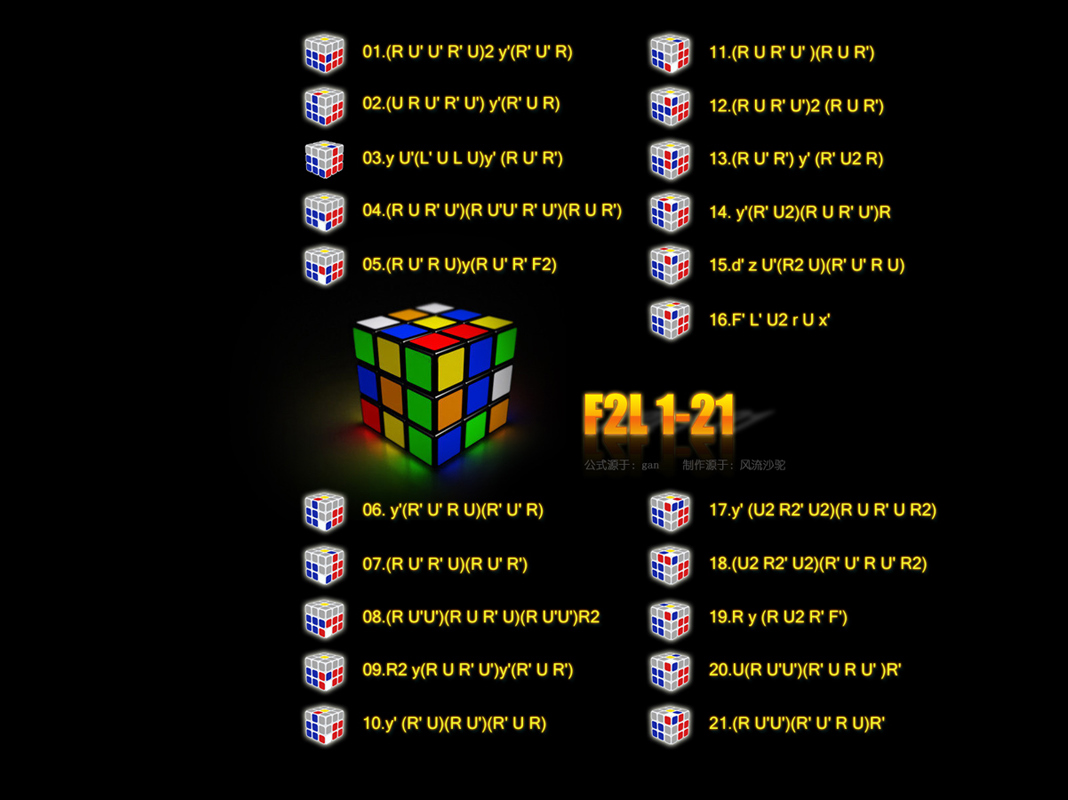 01.(R U' U' R' U)2 y'(R' U' R)
02.(U R U' R' U') y'(R' U R)
03.y U'(L' U L U)y' (R U' R')
04.(R U R' U')(R U'U' R' U')(R U R')
05.(R U' R U)y(R U' R' F2)
11.(R U R' U' )(R U R')
12.(R U R' U')2 (R U R')
13.(R U' R') y' (R' U2 R)
14. y'(R' U2)(R U R' U')R
15.d' z U'(R2 U)(R' U' R U)
16.F' L' U2 r U x'
F2L 1-21
公式源于: gan 制作源于: 风流沙驼
06. y'(R' U' R U)(R' U' R)
07.(R U' R' U)(R U' R')
08.(R U'U')(R U R' U)(R U'U')R2
09.R2 y(R U R' U')y'(R' U R')
10.y' (R' U)(R U')(R' U R)
17.y' (U2 R2' U2)(R U R' U R2)
18.(U2 R2' U2)(R' U' R U' R2)
19.R y (R U2 R' F')
20.U(R U'U')(R' U R U' )R'
21.(R U'U')(R' U' R U)R'